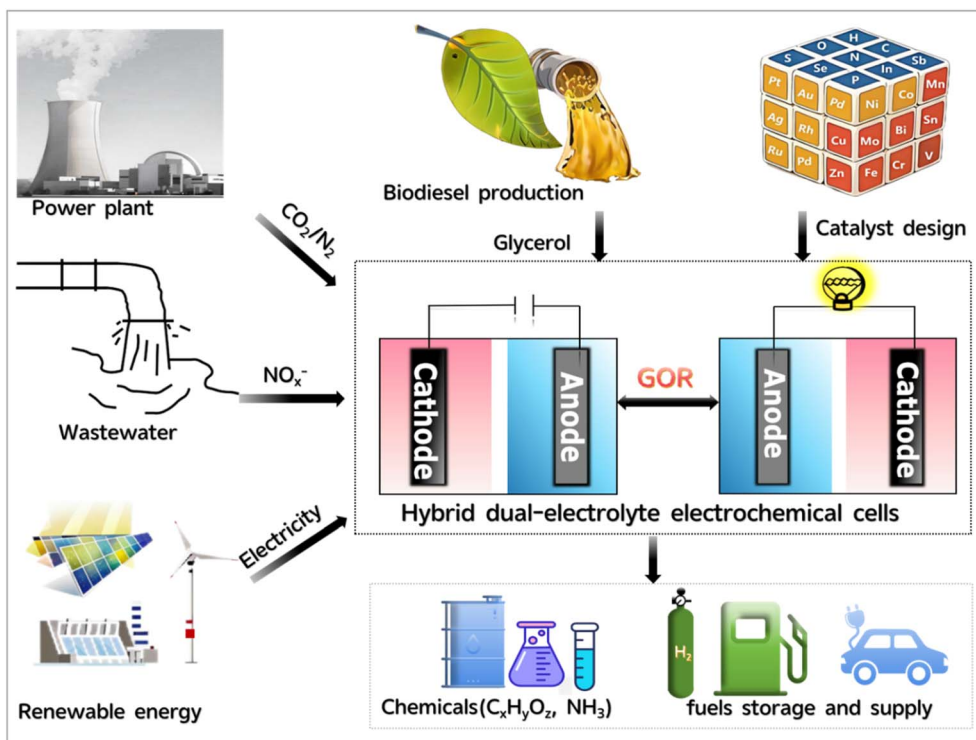 H
O
C
S
N
Sb
Se
In
P
Pt
Au
Pd
Ni
Co
Mn
Ag
Rh
Cu
Mo
Bi
Sn
Ru
Pd
Zn
Fe
Cr
V
Power plant
Biodiesel production
Catalyst design
CO₂/N₂
Glycerol
NOₓ⁻
Wastewater
Cathode
Anode
GOR
Anode
Cathode
Hybrid dual-electrolyte electrochemical cells
Electricity
Renewable energy
H₂
Chemicals(CₓHᵧO_z, NH₃)
fuels storage and supply